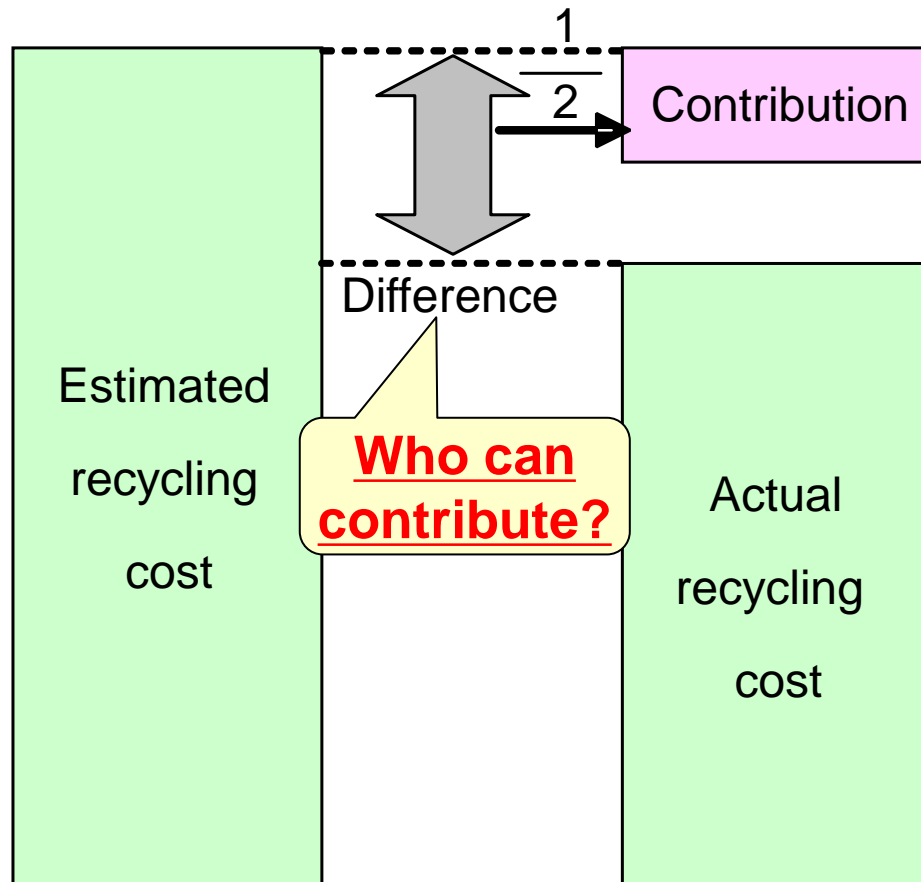 1
2
Contribution
Difference
Estimated
recycling
cost
Who can
contribute?
Actual
recycling
cost